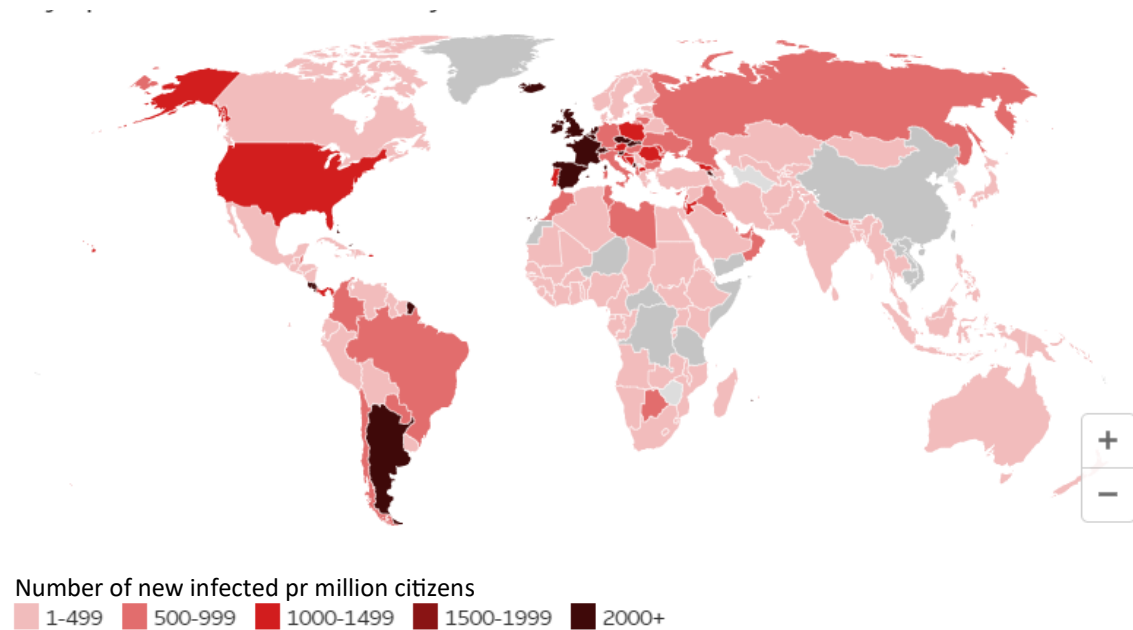 +
−
Number of new infected pr million citizens
1-499 500-999 1000-1499 1500-1999 2000+